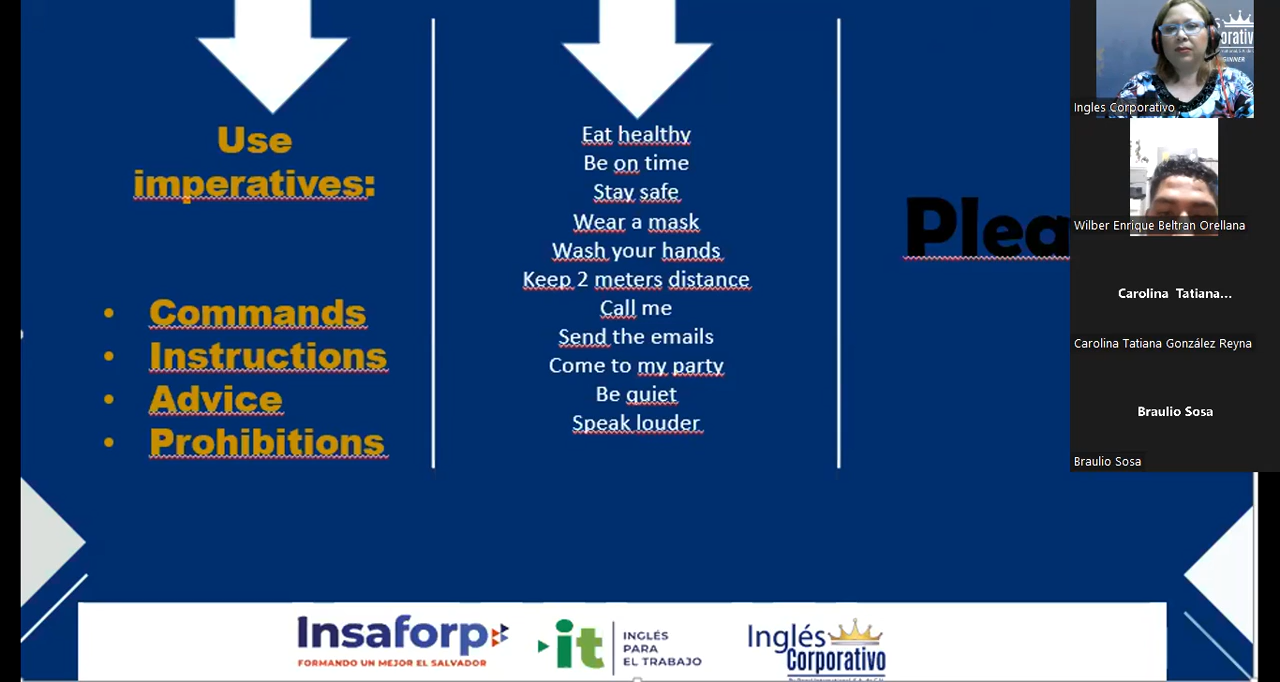 Use
imperatives:
• Commands
• Instructions
• Advice
• Prohibitions
Eat healthy
Be on time
Stay safe
Wear a mask
Wash your hands
Keep 2 meters distance
Call me
Send the emails
Come to my party
Be quiet
Speak louder
Plea
orativ
GINNER
Ingles Corporativo
Wilber Enrique Beltran Orellana
Carolina Tatiana...
Carolina Tatiana González Reyna
Braulio Sosa
Braulio Sosa
Insaforp
FORMANDO UN MEJOR EL SALVADOR
it
INGLÉS
PARA
EL TRABAJO
Inglés
Corporativo